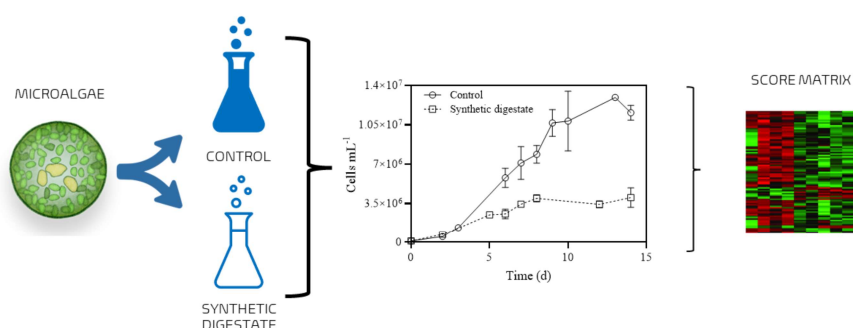 MICROALGAE
CONTROL
SYNTHETIC
DIGESTATE
1.4×10⁷
1.05×10⁷
7×10⁶
3.5×10⁶
0
Cells mL⁻¹
Control
Synthetic digestate
0
5
10
15
Time (d)
SCORE MATRIX